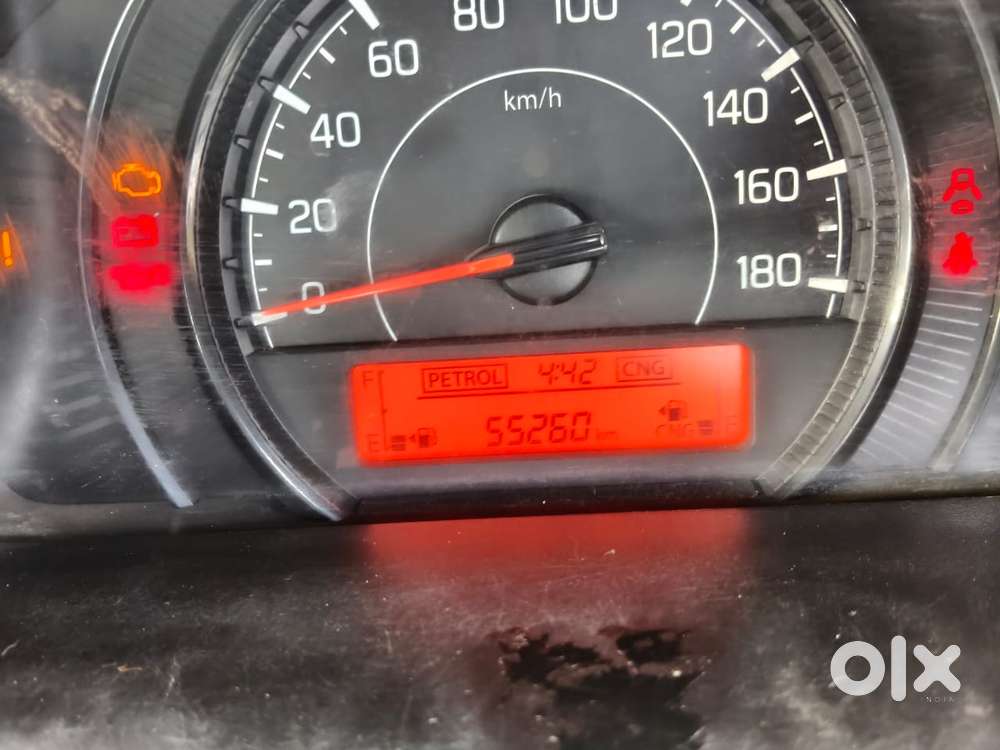 80 100
60 120
km/h
40 140
20 160
0 180
F PETROL 4:42 CNG
E 55260 km CNG F
olx
INDIA